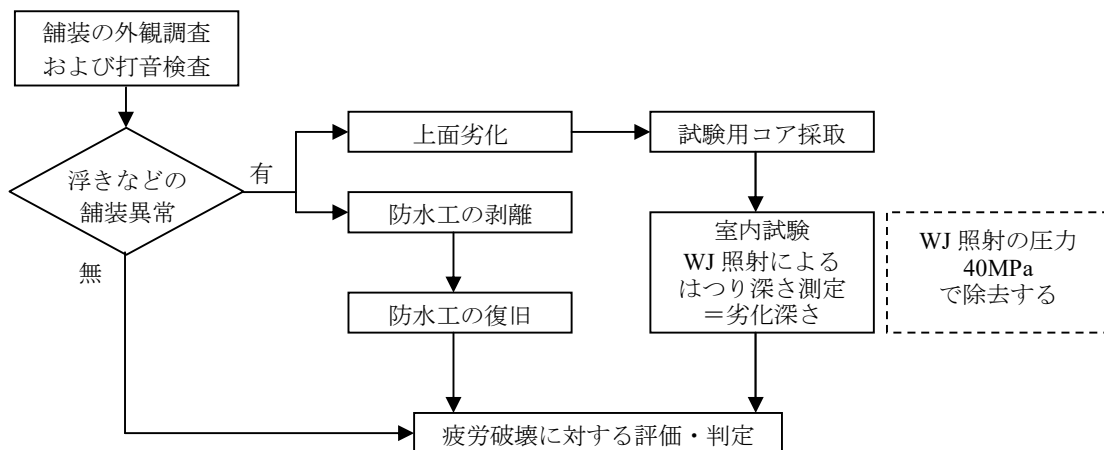 舗装の外観調査
および打音検査
浮きなどの
舗装異常
有
無
上面劣化
試験用コア採取
防水工の剥離
防水工の復旧
室内試験
WJ 照射による
はつり深さ測定
＝劣化深さ
WJ 照射の圧力
40MPa
で除去する
疲労破壊に対する評価・判定